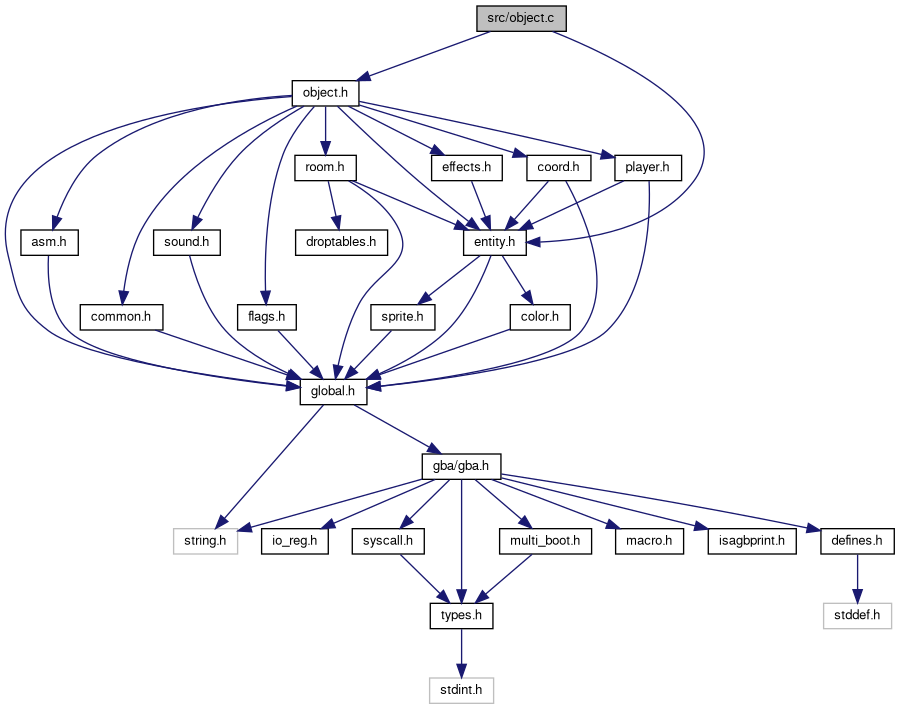 src/object.c
object.h
room.h
effects.h
coord.h
player.h
asm.h
sound.h
droptables.h
entity.h
common.h
flags.h
sprite.h
color.h
global.h
gba/gba.h
string.h
io_reg.h
syscall.h
multi_boot.h
macro.h
isagbprint.h
defines.h
types.h
stddef.h
stdint.h